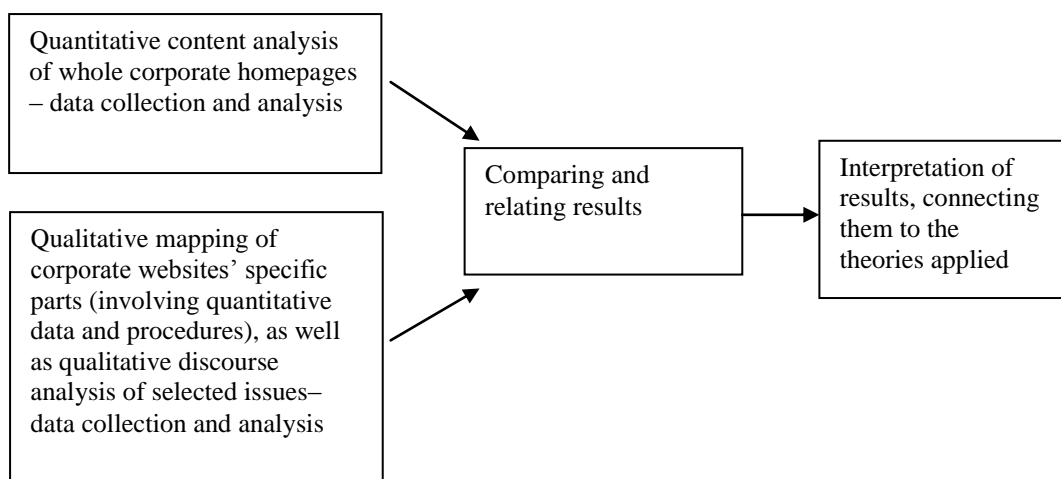 Quantitative content analysis
of whole corporate homepages
– data collection and analysis
Qualitative mapping of
corporate websites’ specific
parts (involving quantitative
data and procedures), as well
as qualitative discourse
analysis of selected issues–
data collection and analysis
Comparing and
relating results
Interpretation of
results, connecting
them to the
theories applied